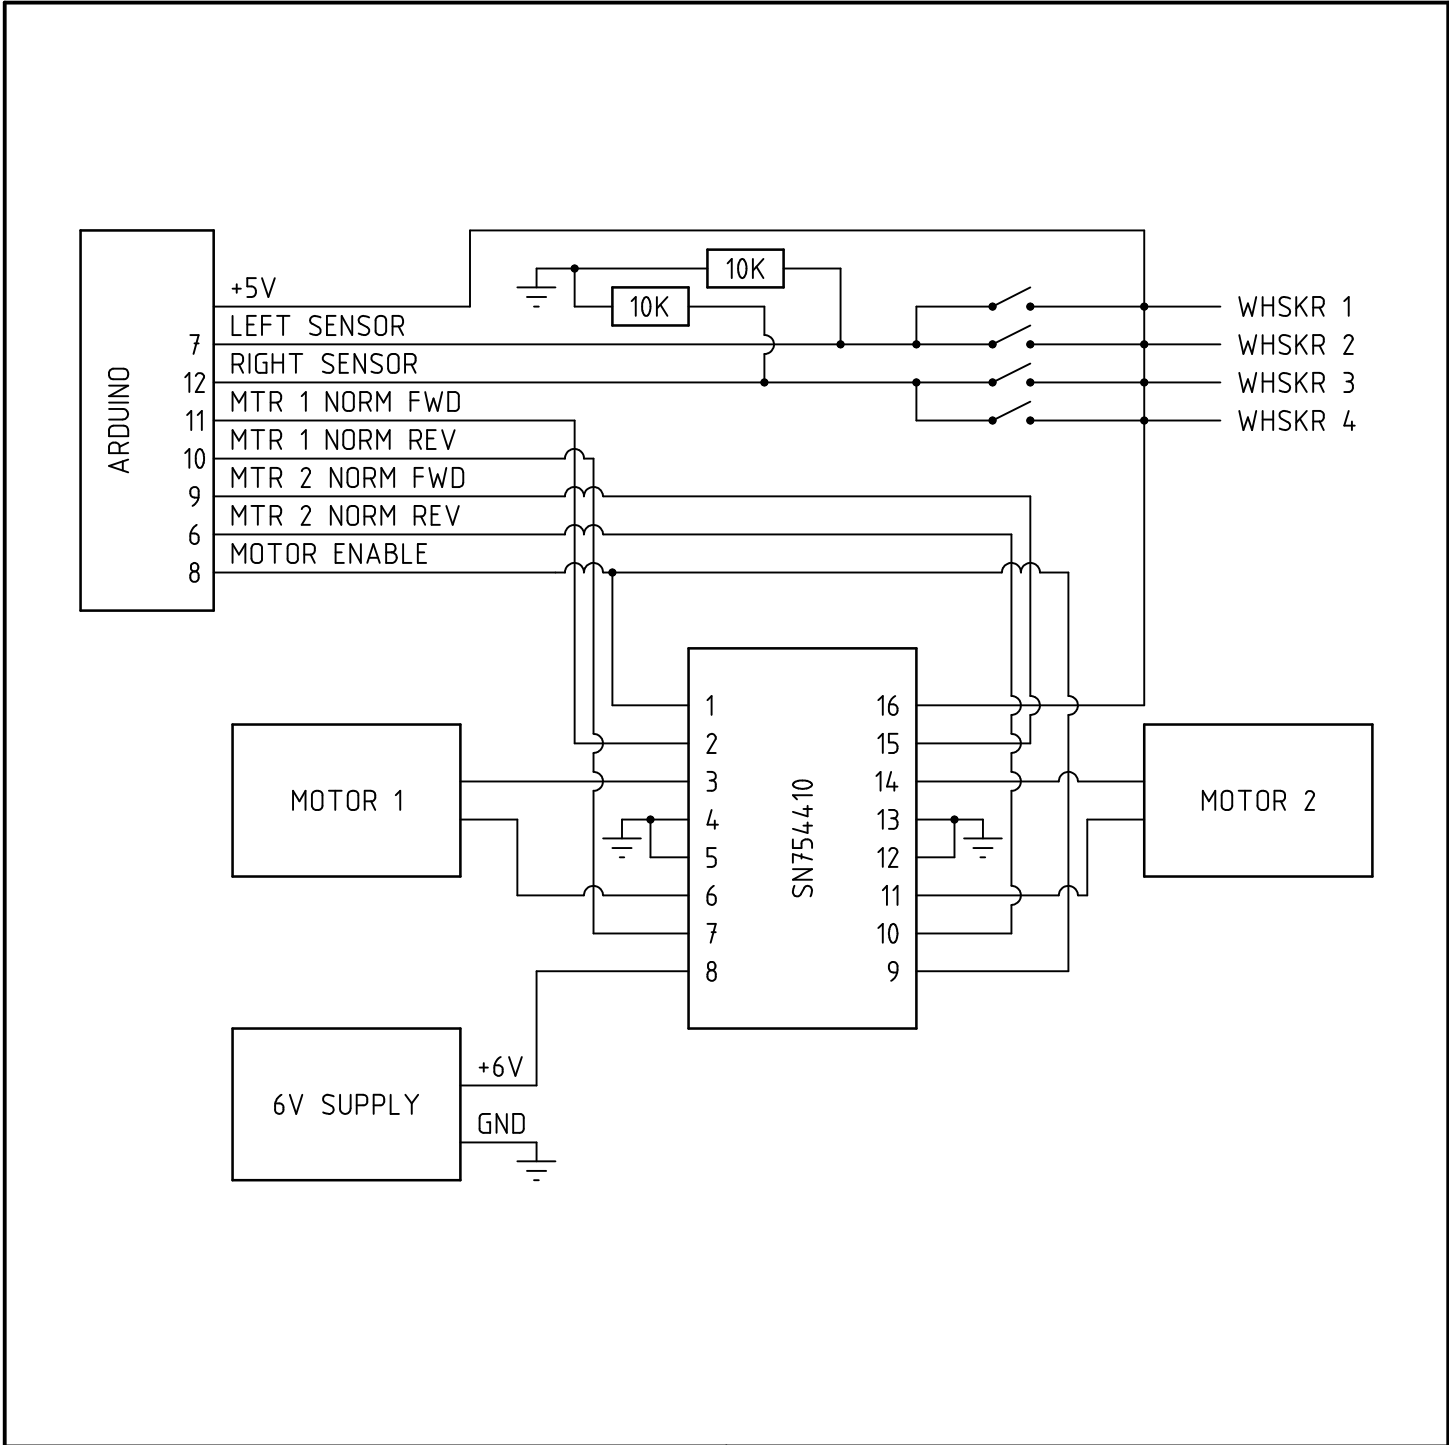 10K
+5V
10K
WHSKR 1
LEFT SENSOR
7
WHSKR 2
RIGHT SENSOR
12
WHSKR 3
MTR 1 NORM FWD
11
WHSKR 4
ARDUINO
MTR 1 NORM REV
10
MTR 2 NORM FWD
9
MTR 2 NORM REV
6
MOTOR ENABLE
8
1 16
2 15
3 14
MOTOR 1
SN754410
MOTOR 2
4 13
5 12
6 11
7 10
8 9
+6V
6V SUPPLY
GND